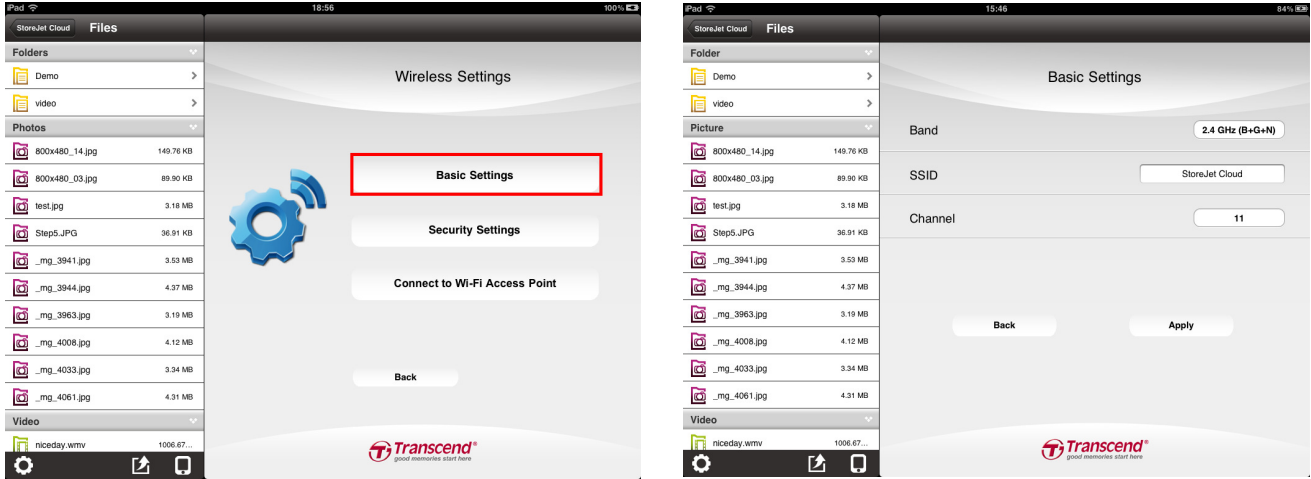 iPad 18:56 100%
StoreJet Cloud Files
Folders
Demo
video
Photos
800x480_14.jpg 149.76 KB
800x480_03.jpg 89.90 KB
test.jpg 3.18 MB
Step5.JPG 36.91 KB
_mg_3941.jpg 3.53 MB
_mg_3944.jpg 4.37 MB
_mg_3963.jpg 3.19 MB
_mg_4008.jpg 4.12 MB
_mg_4033.jpg 3.34 MB
_mg_4061.jpg 4.31 MB
Video
niceday.wmv 1006.67...
Wireless Settings
Basic Settings
Security Settings
Connect to Wi-Fi Access Point
Back
Transcend®
good memories start here
iPad 15:46 84%
StoreJet Cloud Files
Folder
Demo
video
Picture
800x480_14.jpg 149.76 KB
800x480_03.jpg 89.90 KB
test.jpg 3.18 MB
Step5.JPG 36.91 KB
_mg_3941.jpg 3.53 MB
_mg_3944.jpg 4.37 MB
_mg_3963.jpg 3.19 MB
_mg_4008.jpg 4.12 MB
_mg_4033.jpg 3.34 MB
_mg_4061.jpg 4.31 MB
Video
niceday.wmv 1006.67...
Basic Settings
Band 2.4 GHz (B+G+N)
SSID StoreJet Cloud
Channel 11
Back Apply
Transcend®
good memories start here